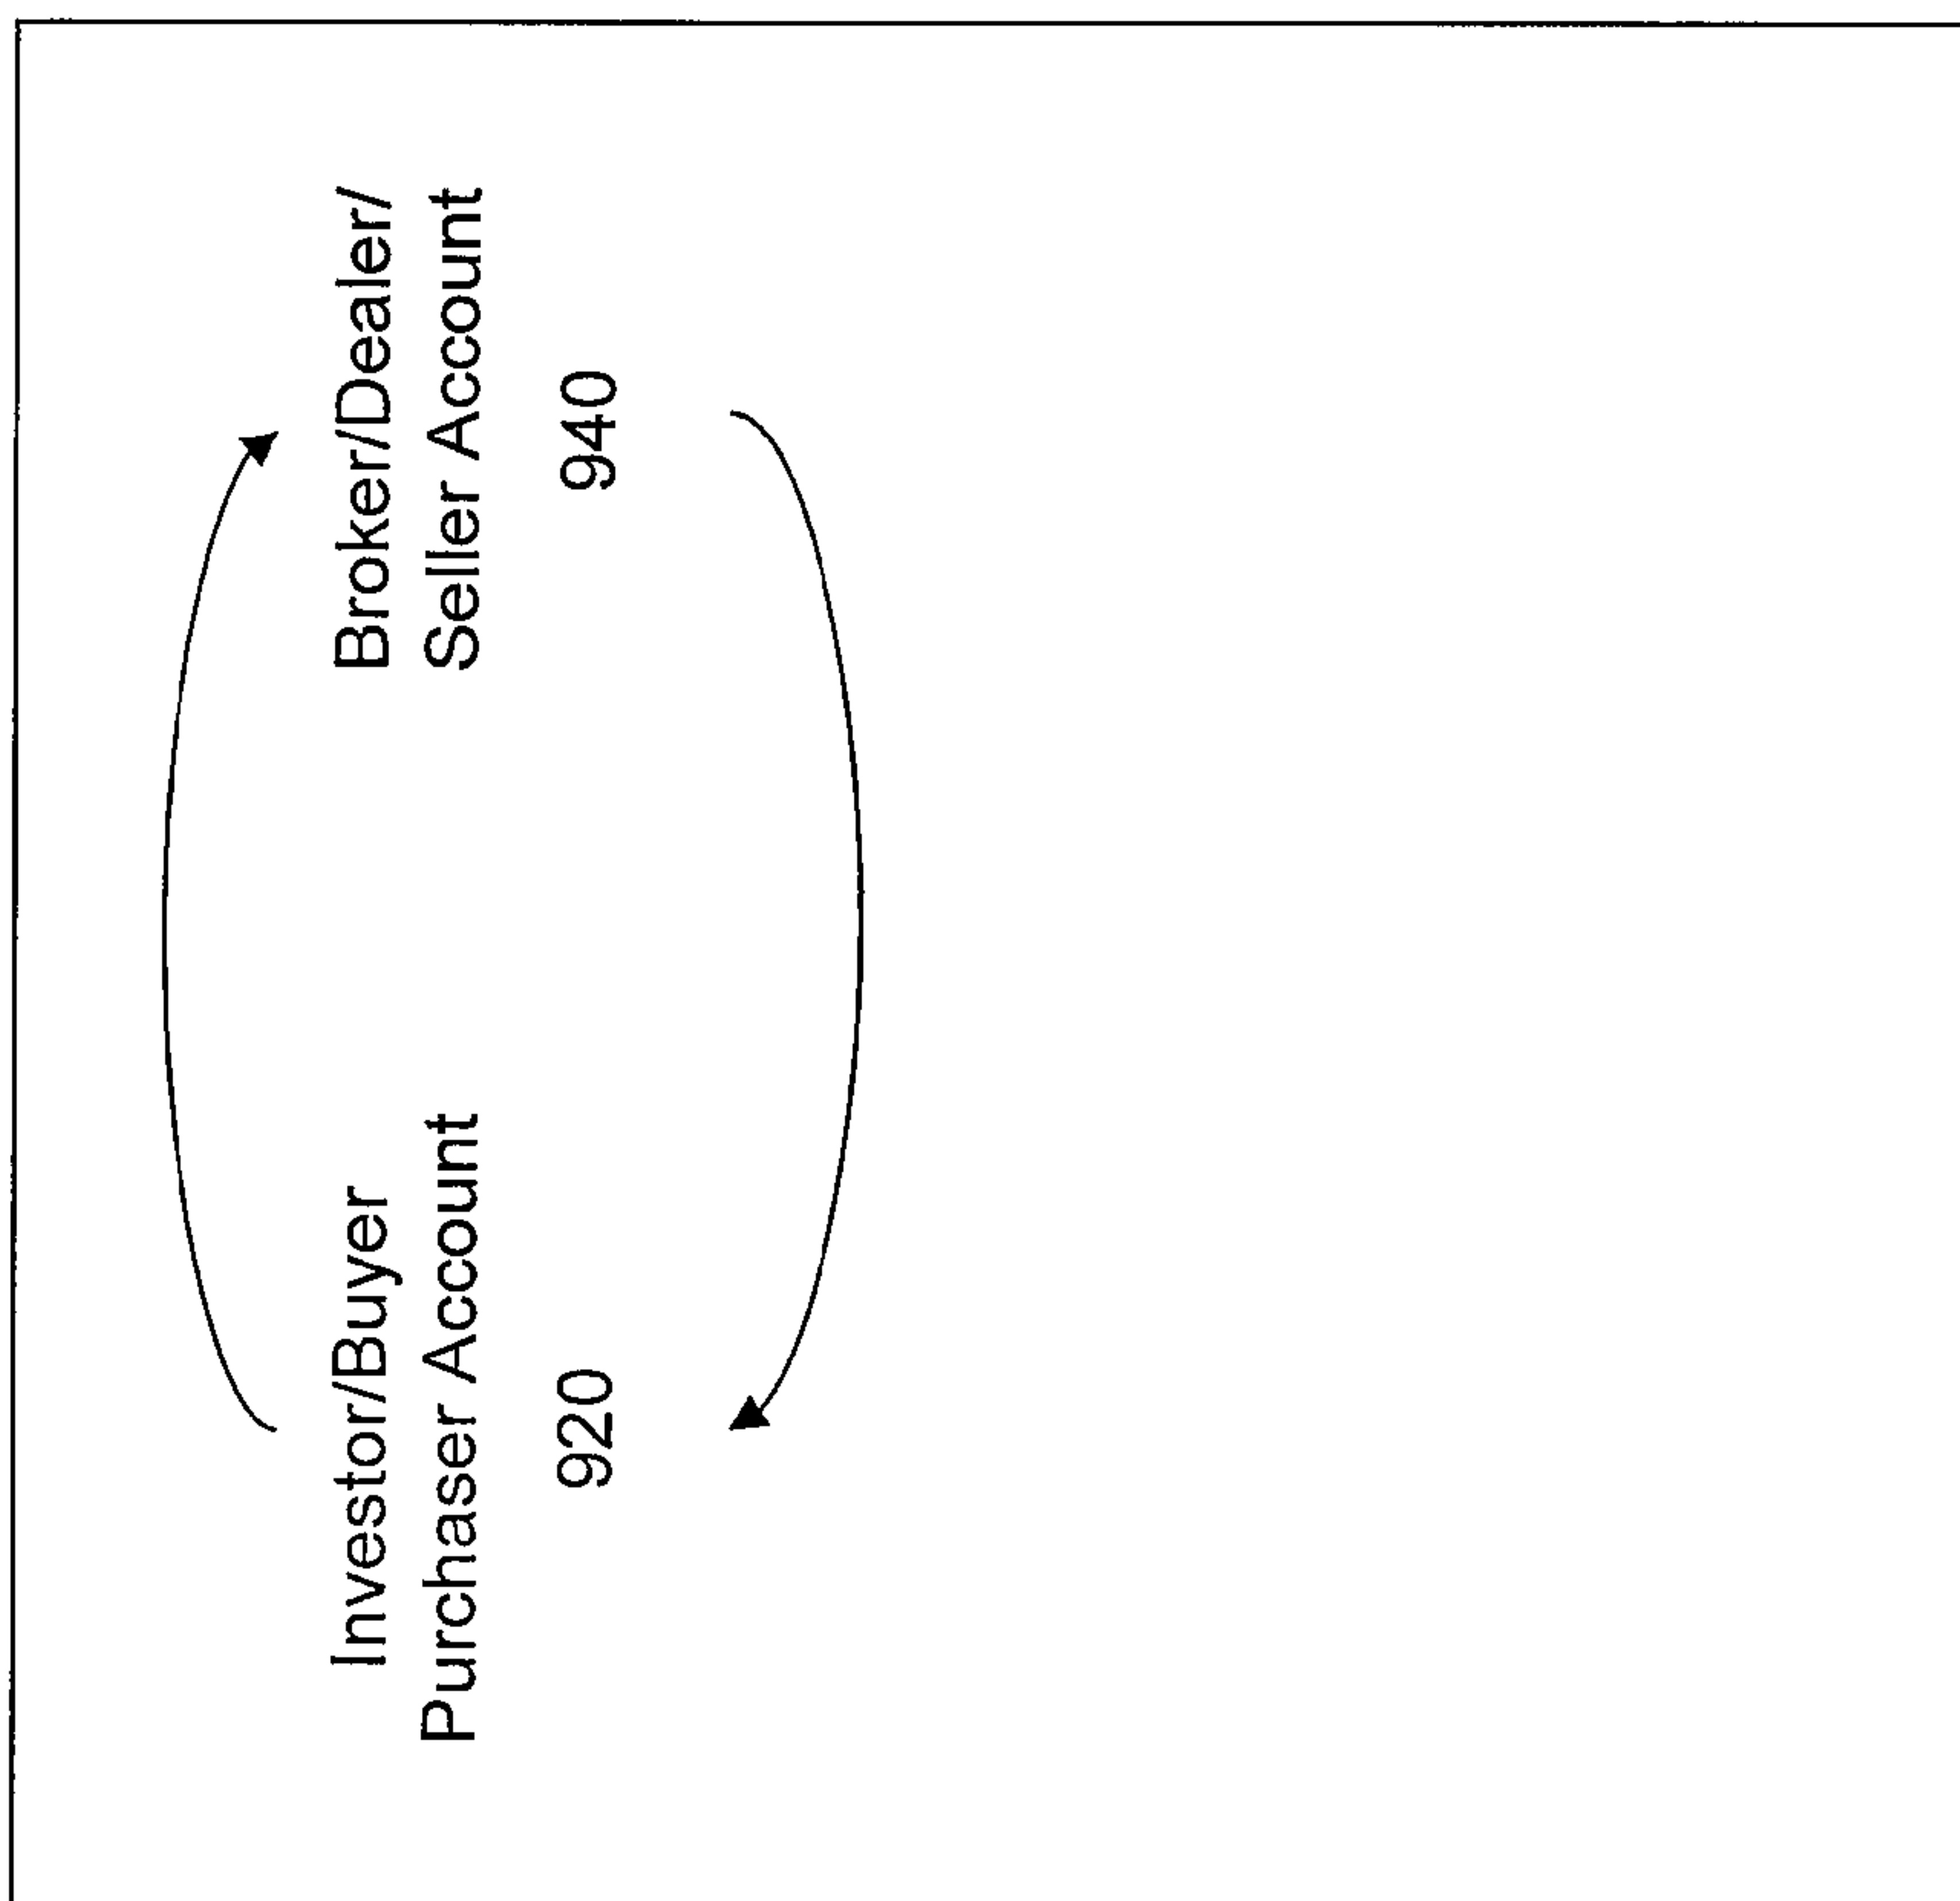 Investor/Buyer
Purchaser Account
920
Broker/Dealer/
Seller Account
940